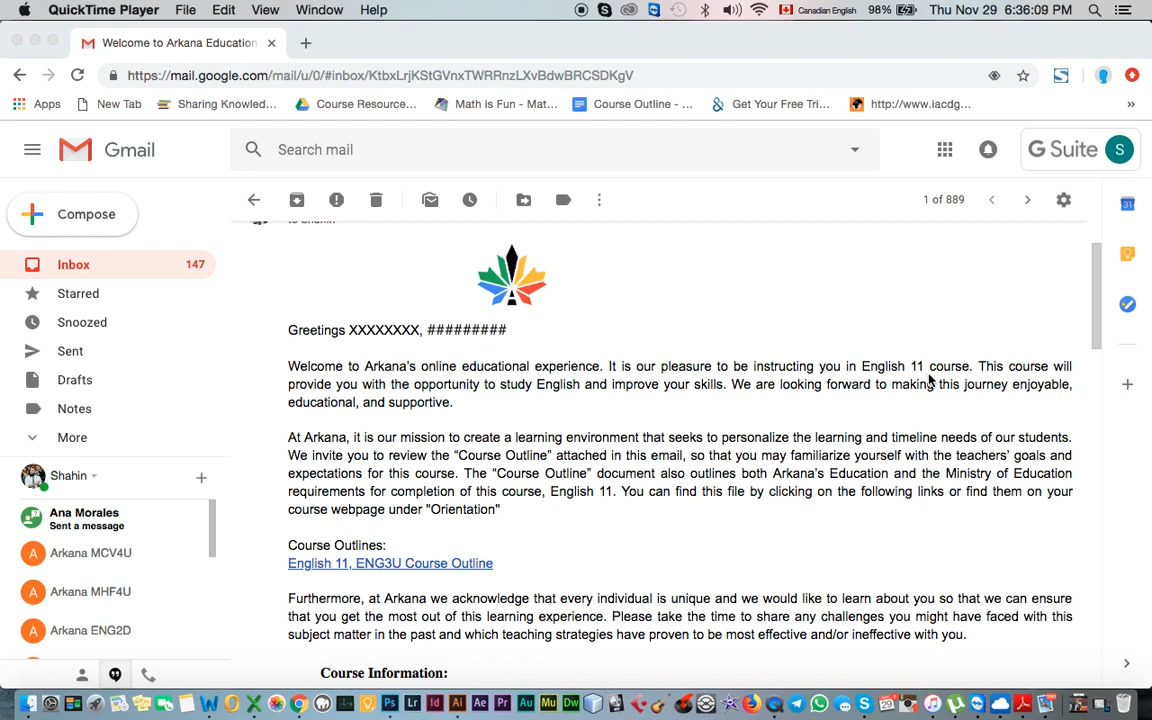 QuickTime Player File Edit View Window Help Canadian English 98% Thu Nov 29 6:36:09 PM
Welcome to Arkana Education
https://mail.google.com/mail/u/0/#inbox/KtbxLrjKStGVnxTWRRnzLXvBdwBRCSDKgV
Apps New Tab Sharing Knowled... Course Resource... Math is Fun - Mat... Course Outline - ... Get Your Free Tri... http://www.iacdg... »
Gmail Search mail G Suite S
1 of 889
Compose
Inbox 147
Starred
Snoozed
Sent
Drafts
Notes
More
Shahin
Ana Morales
Sent a message
A Arkana MCV4U
A Arkana MHF4U
A Arkana ENG2D
to Shahin
Greetings XXXXXXXX, #########
Welcome to Arkana's online educational experience. It is our pleasure to be instructing you in English 11 course. This course will
provide you with the opportunity to study English and improve your skills. We are looking forward to making this journey enjoyable,
educational, and supportive.
At Arkana, it is our mission to create a learning environment that seeks to personalize the learning and timeline needs of our students.
We invite you to review the “Course Outline” attached in this email, so that you may familiarize yourself with the teachers’ goals and
expectations for this course. The “Course Outline” document also outlines both Arkana’s Education and the Ministry of Education
requirements for completion of this course, English 11. You can find this file by clicking on the following links or find them on your
course webpage under "Orientation"
Course Outlines:
English 11, ENG3U Course Outline
Furthermore, at Arkana we acknowledge that every individual is unique and we would like to learn about you so that we can ensure
that you get the most out of this learning experience. Please take the time to share any challenges you might have faced with this
subject matter in the past and which teaching strategies have proven to be most effective and/or ineffective with you.
Course Information:
31
W X Ps Lr Id Ai Ae Pr Au Mu Dw 29